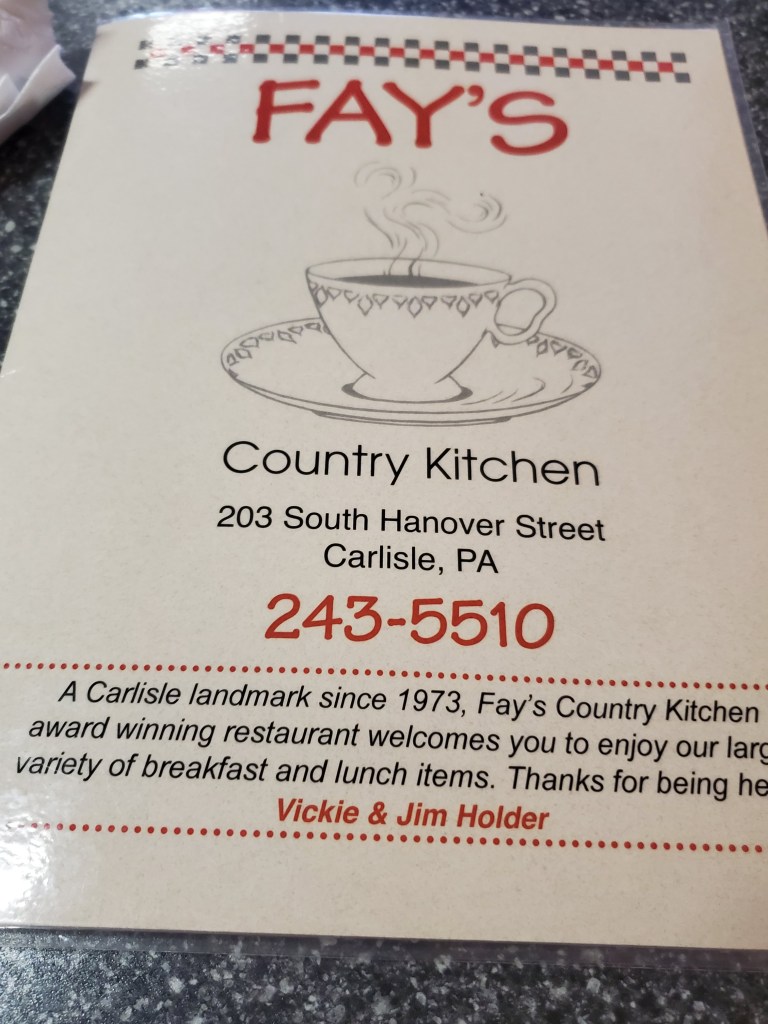 FAY'S
Country Kitchen
203 South Hanover Street
Carlisle, PA
243-5510
A Carlisle landmark since 1973, Fay's Country Kitchen
award winning restaurant welcomes you to enjoy our
variety of breakfast and lunch items. Thanks for being
Vickie & Jim Holder